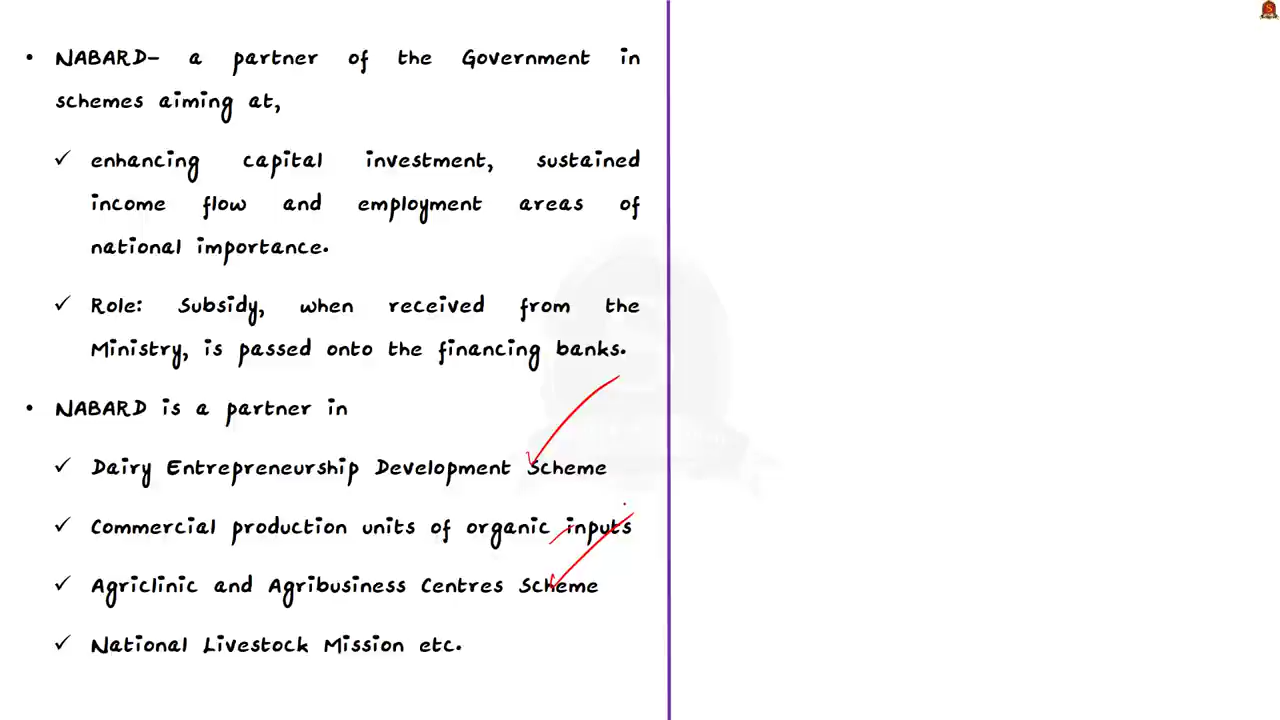 • NABARD- a partner of the Government in
schemes aiming at,
✓ enhancing capital investment, sustained
income flow and employment areas of
national importance.
✓ Role: Subsidy, when received from the
Ministry, is passed onto the financing banks.
• NABARD is a partner in
✓ Dairy Entrepreneurship Development Scheme
✓ Commercial production units of organic inputs
✓ Agriclinic and Agribusiness Centres Scheme
✓ National Livestock Mission etc.